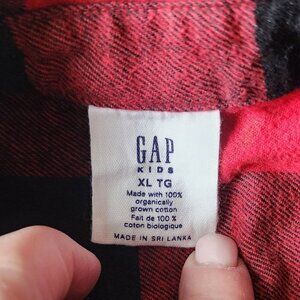 GAP
KIDS
XL TG
Made with 100%
organically
grown cotton
Fait de 100 %
coton biologique
MADE IN SRI LANKA